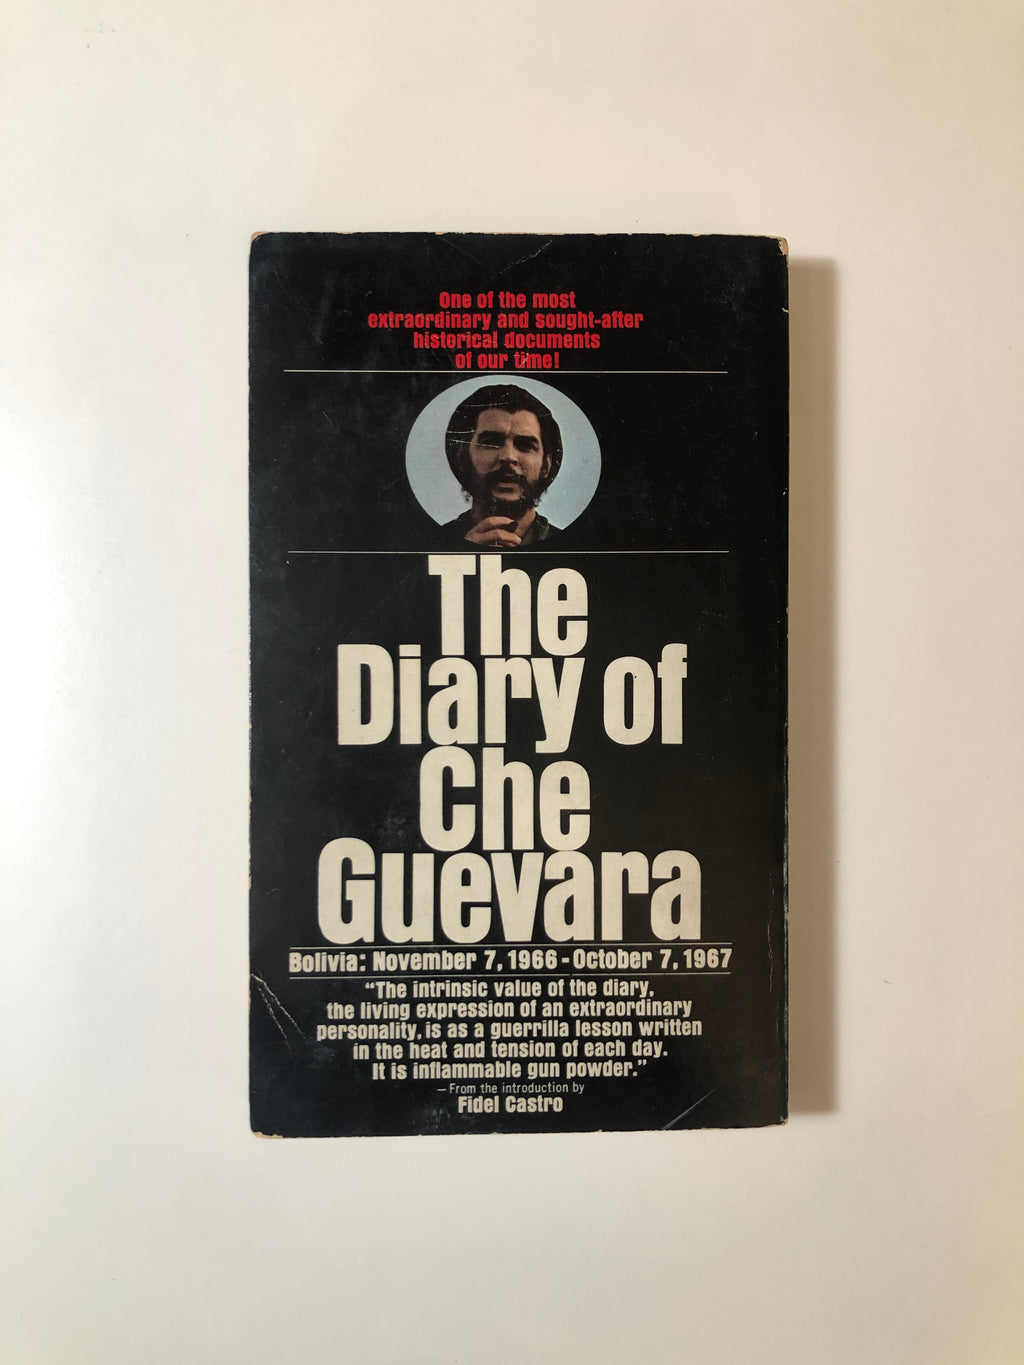 One of the most
extraordinary and sought-after
historical documents
of our time!
The
Diary of
Che
Guevara
Bolivia: November 7, 1966 - October 7, 1967
“The intrinsic value of the diary,
the living expression of an extraordinary
personality, is as a guerrilla lesson written
in the heat and tension of each day.
It is inflammable gun powder.”
—From the introduction by
Fidel Castro